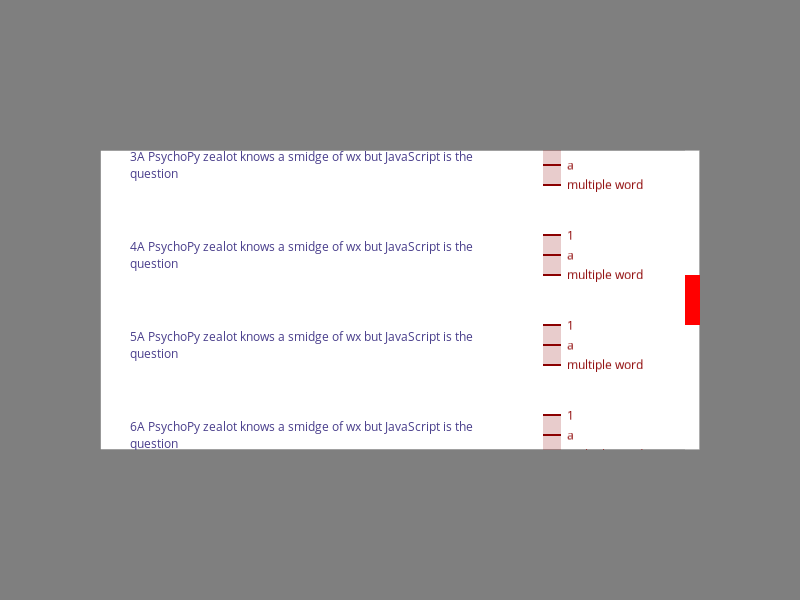 3A PsychoPy zealot knows a smidge of wx but JavaScript is the
question
a
multiple word
4A PsychoPy zealot knows a smidge of wx but JavaScript is the
question
1
a
multiple word
5A PsychoPy zealot knows a smidge of wx but JavaScript is the
question
1
a
multiple word
6A PsychoPy zealot knows a smidge of wx but JavaScript is the
question
1
a